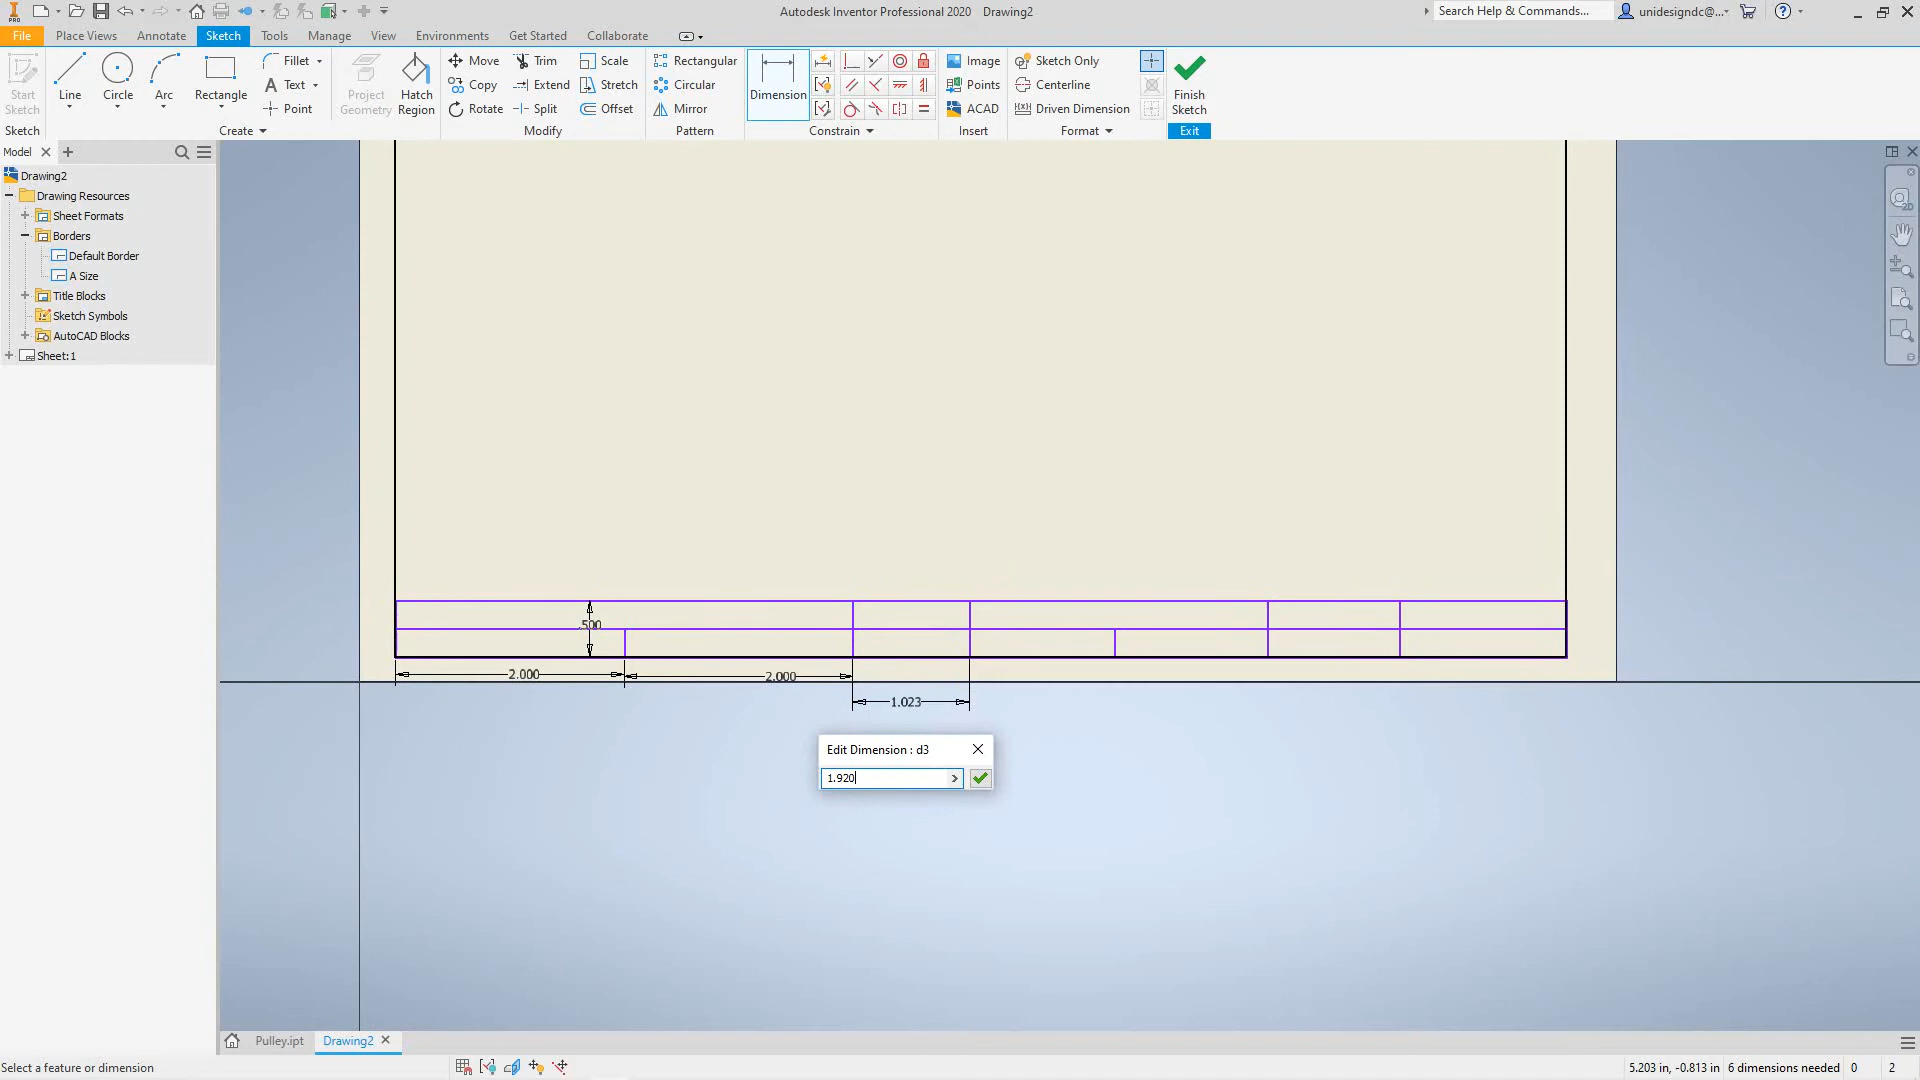 Autodesk Inventor Professional 2020 Drawing2
Search Help & Commands...
unidesigndc@...
PRO
File Place Views Annotate Sketch Tools Manage View Environments Get Started Collaborate
Start Sketch
Line
Circle
Arc
Rectangle
Fillet
Text
Point
Project Geometry
Hatch Region
Move
Copy
Rotate
Trim
Extend
Split
Scale
Stretch
Offset
Rectangular
Circular
Mirror
Dimension
Image
Points
ACAD
Sketch Only
Centerline
Driven Dimension
Finish Sketch
Sketch Create Modify Pattern Constrain Insert Format Exit
Model
Drawing2
Drawing Resources
Sheet Formats
Borders
Default Border
A Size
Title Blocks
Sketch Symbols
AutoCAD Blocks
Sheet:1
2D
.500
2.000
2.000
1.023
Edit Dimension : d3
1.920
Pulley.ipt
Drawing2
Select a feature or dimension
5.203 in, -0.813 in 6 dimensions needed 0 2